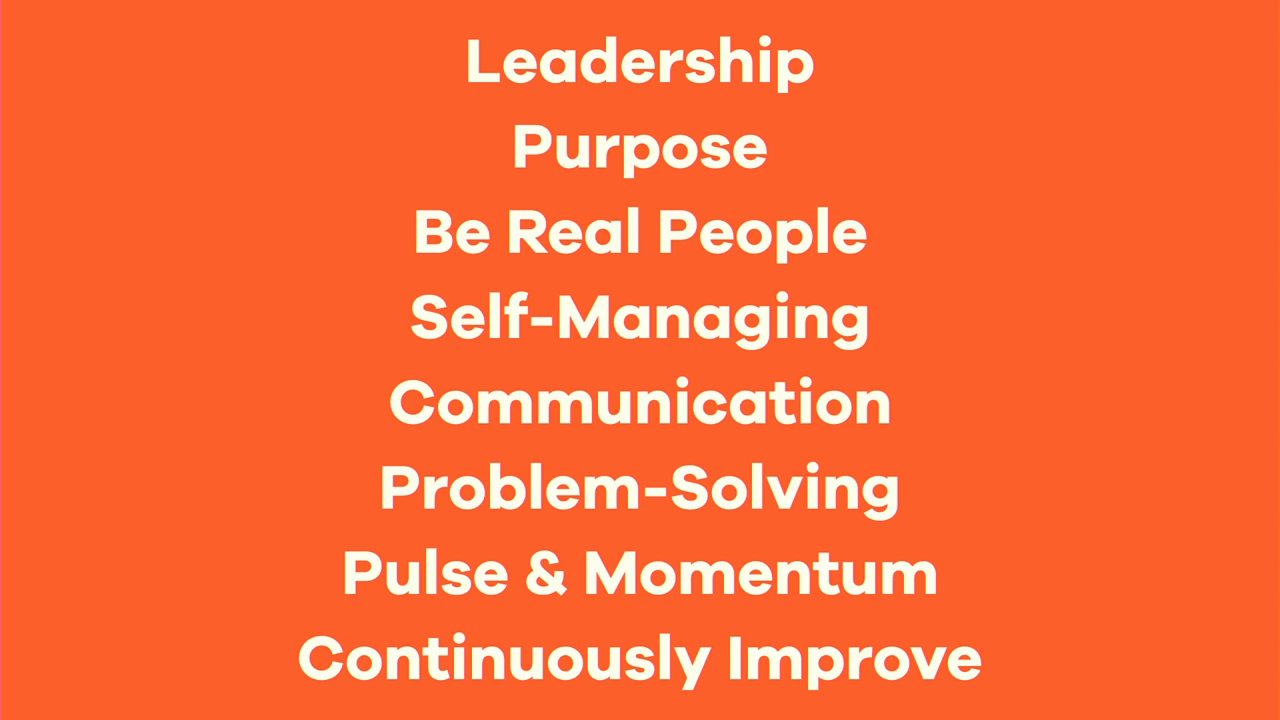 Leadership
Purpose
Be Real People
Self-Managing
Communication
Problem-Solving
Pulse & Momentum
Continuously Improve